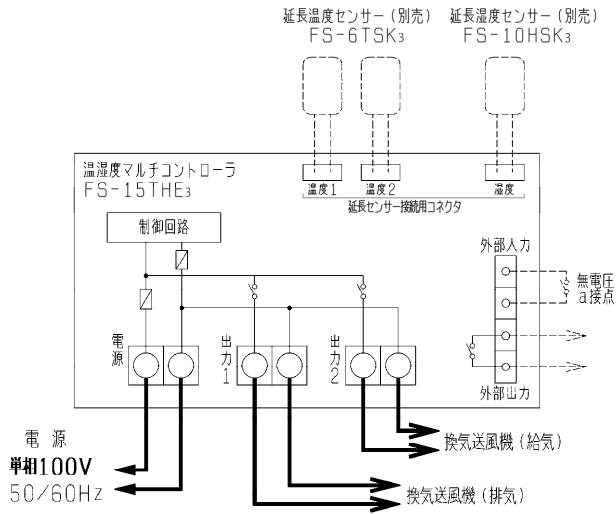 延長温度センサー(別売)
FS-6TSK3
延長湿度センサー(別売)
FS-10HSK3
温湿度マルチコントローラ
FS-15THE3
温度1
温度2
湿度
延長センサー接続用コネクタ
制御回路
外部入力
無電圧
a接点
電源
出力1
出力2
外部出力
電源
単相100V
50/60Hz
換気送風機(給気)
換気送風機(排気)